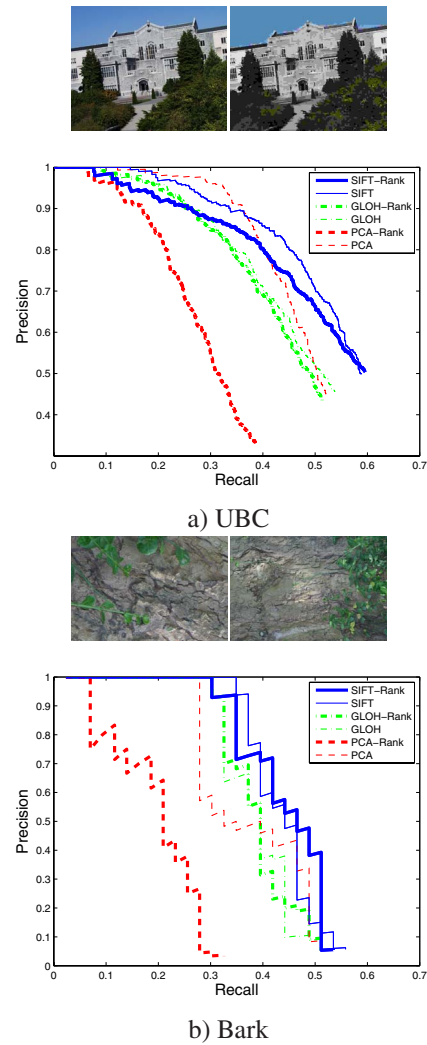 1
0.9
0.8
0.7
0.6
0.5
0.4
Precision
0 0.1 0.2 0.3 0.4 0.5 0.6 0.7
Recall
SIFT-Rank
SIFT
GLOH-Rank
GLOH
PCA-Rank
PCA
a) UBC
1
0.9
0.8
0.7
0.6
0.5
0.4
0.3
0.2
0.1
0
Precision
0 0.1 0.2 0.3 0.4 0.5 0.6 0.7
Recall
SIFT-Rank
SIFT
GLOH-Rank
GLOH
PCA-Rank
PCA
b) Bark